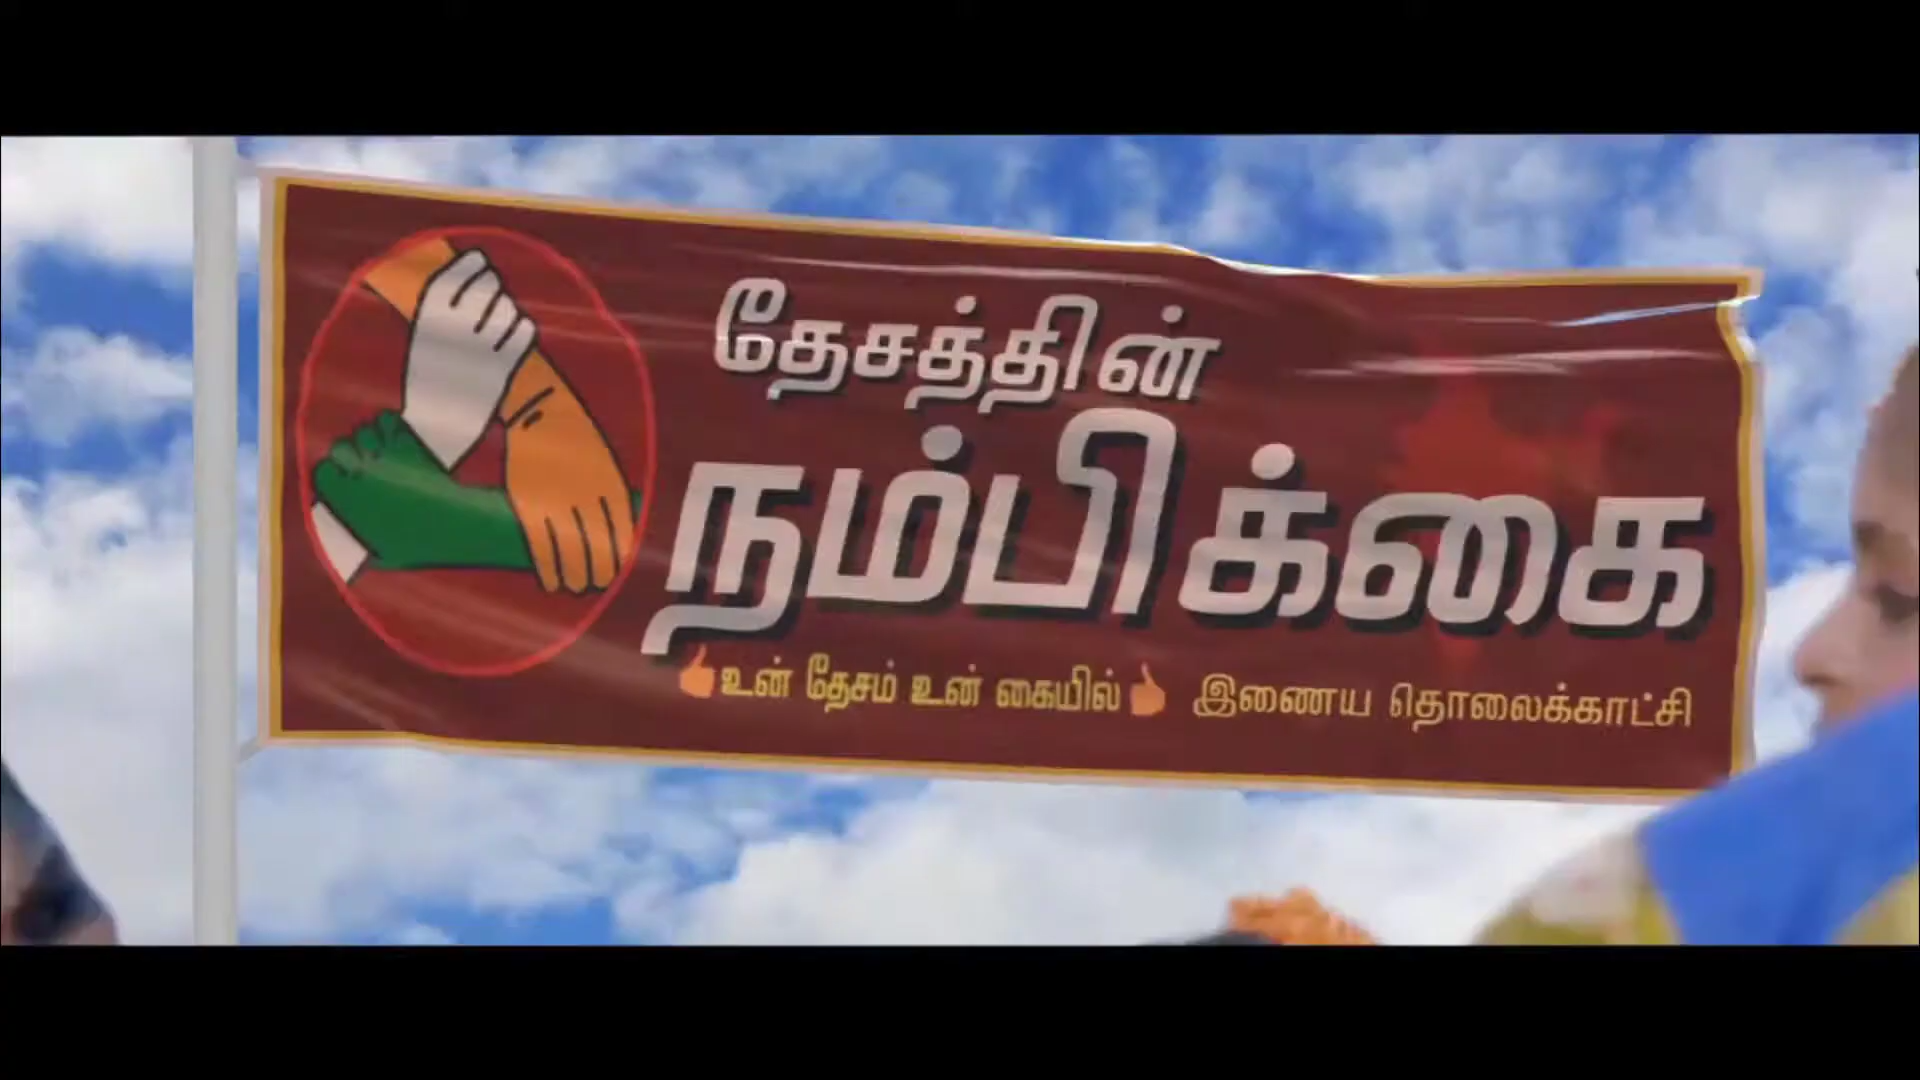 தேசத்தின்
நம்பிக்கை
உன் தேசம் உன் கையில் இணைய தொலைக்காட்சி